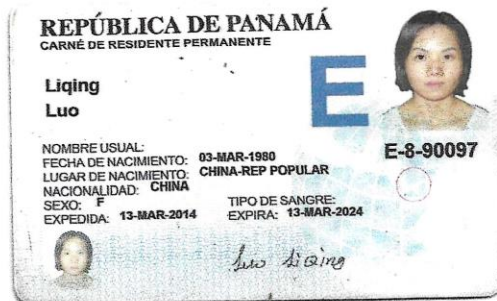 REPÚBLICA DE PANAMÁ
CARNÉ DE RESIDENTE PERMANENTE
Liqing
Luo
E
NOMBRE USUAL:
FECHA DE NACIMIENTO: 03-MAR-1980
LUGAR DE NACIMIENTO: CHINA-REP POPULAR
NACIONALIDAD: CHINA
SEXO: F TIPO DE SANGRE:
EXPEDIDA: 13-MAR-2014 EXPIRA: 13-MAR-2024
E-8-90097
Luo Liqing